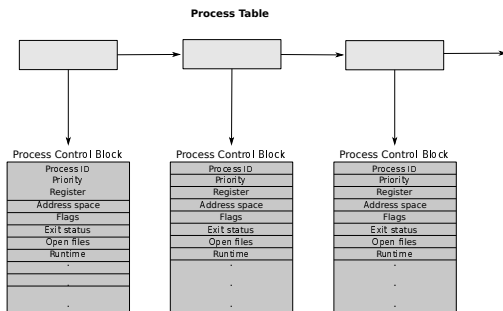 Process Table
Process Control Block
Process ID
Priority
Register
Address space
Flags
Exit status
Open files
Runtime
.
.
.
Process Control Block
Process ID
Priority
Register
Address space
Flags
Exit status
Open files
Runtime
.
.
.
Process Control Block
Process ID
Priority
Register
Address space
Flags
Exit status
Open files
Runtime
.
.
.